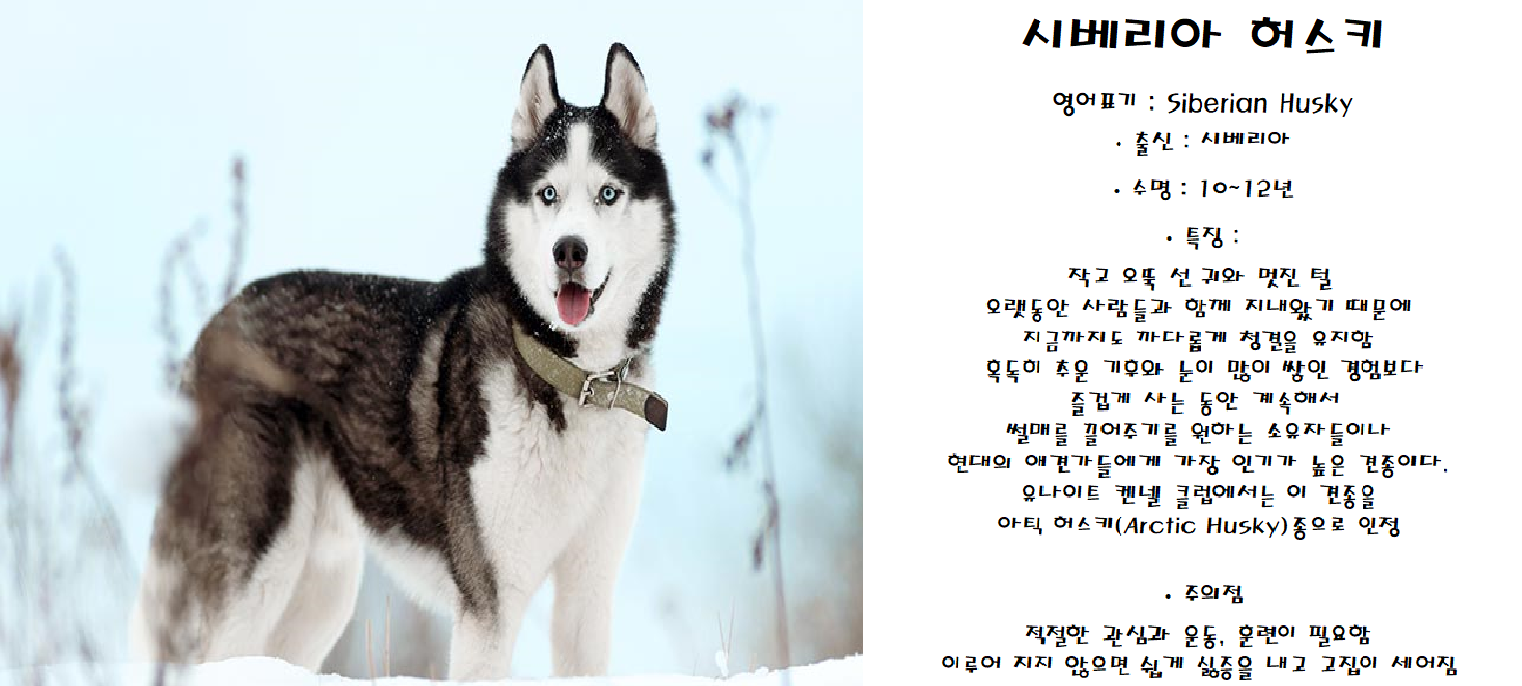 시베리아 허스키
영어표기 : Siberian Husky
• 출신 : 시베리아
• 수명 : 10~12년
• 특징 :
작고 오뚝 선 귀와 멋진 털
오랫동안 사람들과 함께 지내왔기 때문에
지금까지도 까다롭게 청결을 유지함
혹독히 추운 기후와 눈이 많이 쌓인 경험보다
즐겁게 사는 동안 계속해서
썰매를 끌어주기를 원하는 소유자들이나
현대의 애견가들에게 가장 인기가 높은 견종이다.
유나이트 켄넬 클럽에서는 이 견종을
아틱 허스키(Arctic Husky)종으로 인정
• 주의점
적절한 관심과 운동, 훈련이 필요함
이루어 지지 않으면 쉽게 싫증을 내고 고집이 세어짐